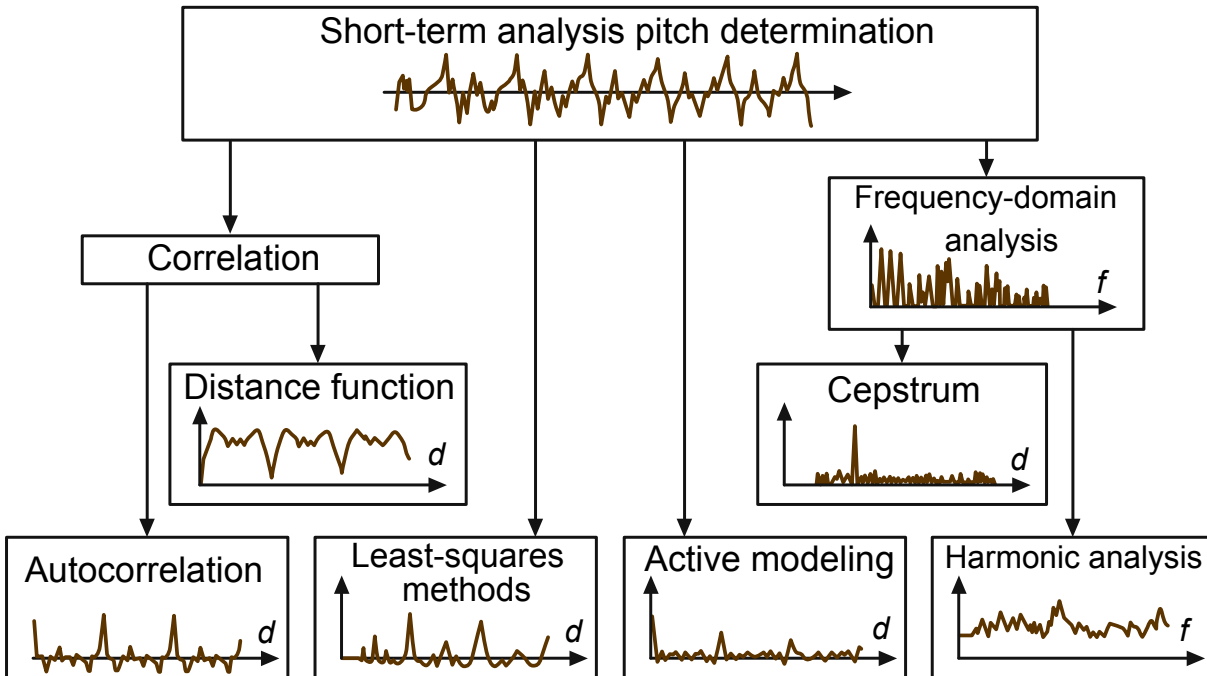 Short-term analysis pitch determination
Frequency-domain
analysis
f
Correlation
Distance function
d
Cepstrum
d
Autocorrelation
d
Least-squares
methods
d
Active modeling
d
Harmonic analysis
f